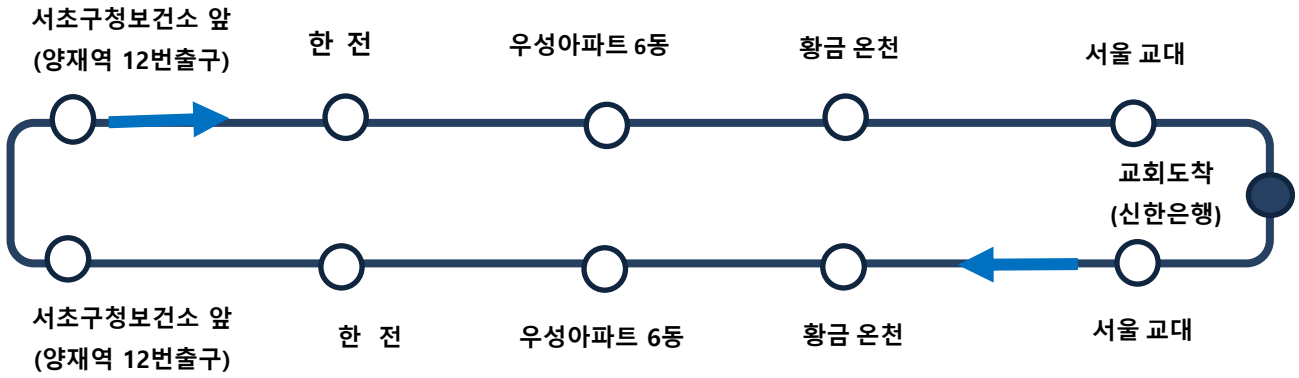 서초구청보건소 앞
(양재역 12번출구)
한 전
우성아파트 6동
황금 온천
서울 교대
교회도착
(신한은행)
서초구청보건소 앞
(양재역 12번출구)
한 전
우성아파트 6동
황금 온천
서울 교대